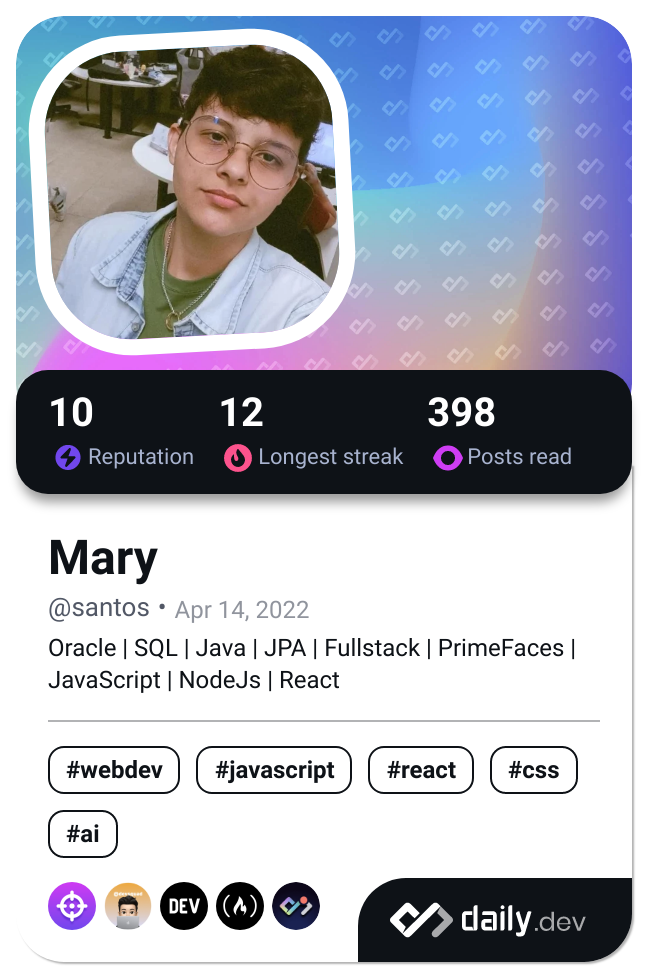 10
12
398
Reputation
Longest streak
Posts read
Mary
@santos • Apr 14, 2022
Oracle | SQL | Java | JPA | Fullstack | PrimeFaces |
JavaScript | NodeJs | React
#webdev
#javascript
#react
#css
#ai
DEV
daily.dev